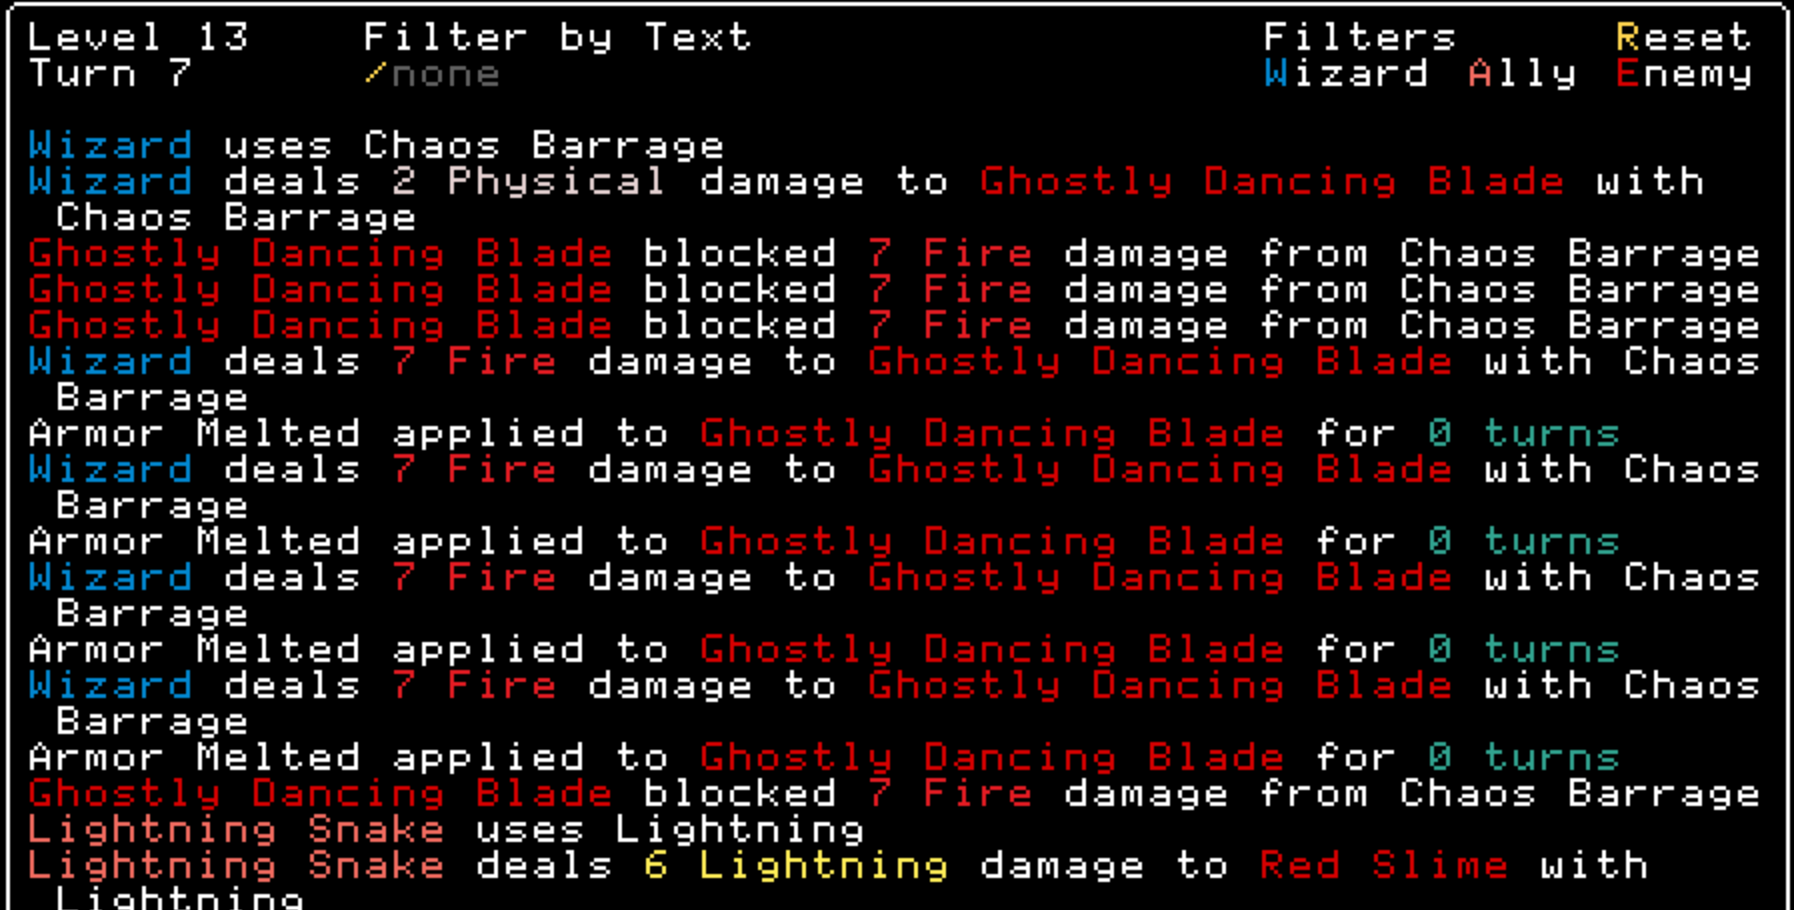 Level 13 Filter by Text Filters Reset
Turn 7 /none Wizard Ally Enemy
Wizard uses Chaos Barrage
Wizard deals 2 Physical damage to Ghostly Dancing Blade with
Chaos Barrage
Ghostly Dancing Blade blocked 7 Fire damage from Chaos Barrage
Ghostly Dancing Blade blocked 7 Fire damage from Chaos Barrage
Ghostly Dancing Blade blocked 7 Fire damage from Chaos Barrage
Wizard deals 7 Fire damage to Ghostly Dancing Blade with Chaos
Barrage
Armor Melted applied to Ghostly Dancing Blade for 0 turns
Wizard deals 7 Fire damage to Ghostly Dancing Blade with Chaos
Barrage
Armor Melted applied to Ghostly Dancing Blade for 0 turns
Wizard deals 7 Fire damage to Ghostly Dancing Blade with Chaos
Barrage
Armor Melted applied to Ghostly Dancing Blade for 0 turns
Wizard deals 7 Fire damage to Ghostly Dancing Blade with Chaos
Barrage
Armor Melted applied to Ghostly Dancing Blade for 0 turns
Ghostly Dancing Blade blocked 7 Fire damage from Chaos Barrage
Lightning Snake uses Lightning
Lightning Snake deals 6 Lightning damage to Red Slime with
Lightning